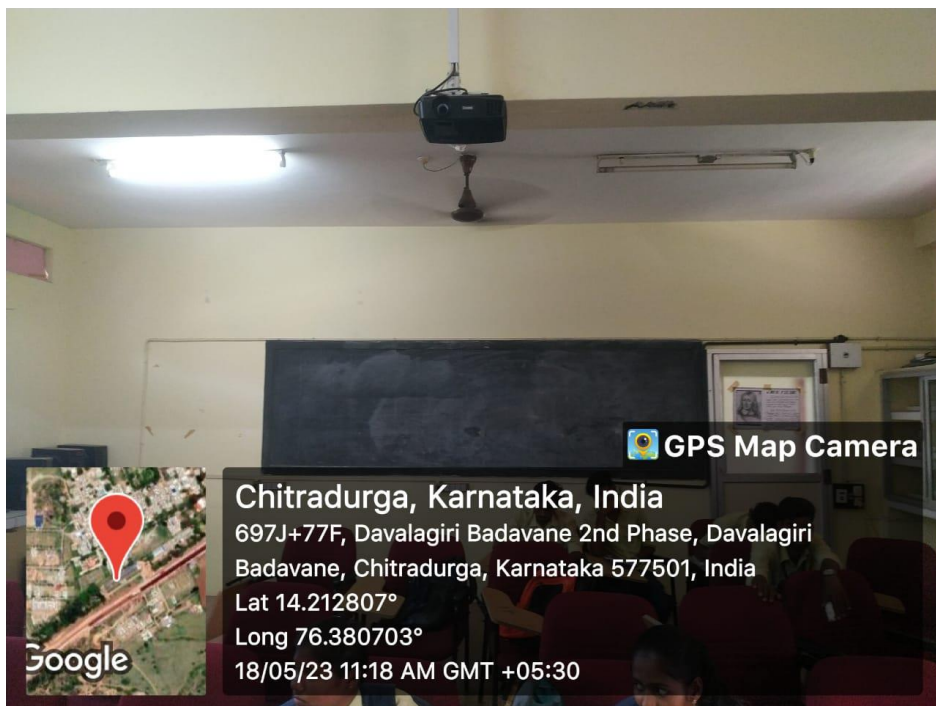 GPS Map Camera
Chitradurga, Karnataka, India
697J+77F, Davalagiri Badavane 2nd Phase, Davalagiri
Badavane, Chitradurga, Karnataka 577501, India
Lat 14.212807°
Long 76.380703°
18/05/23 11:18 AM GMT +05:30
Google